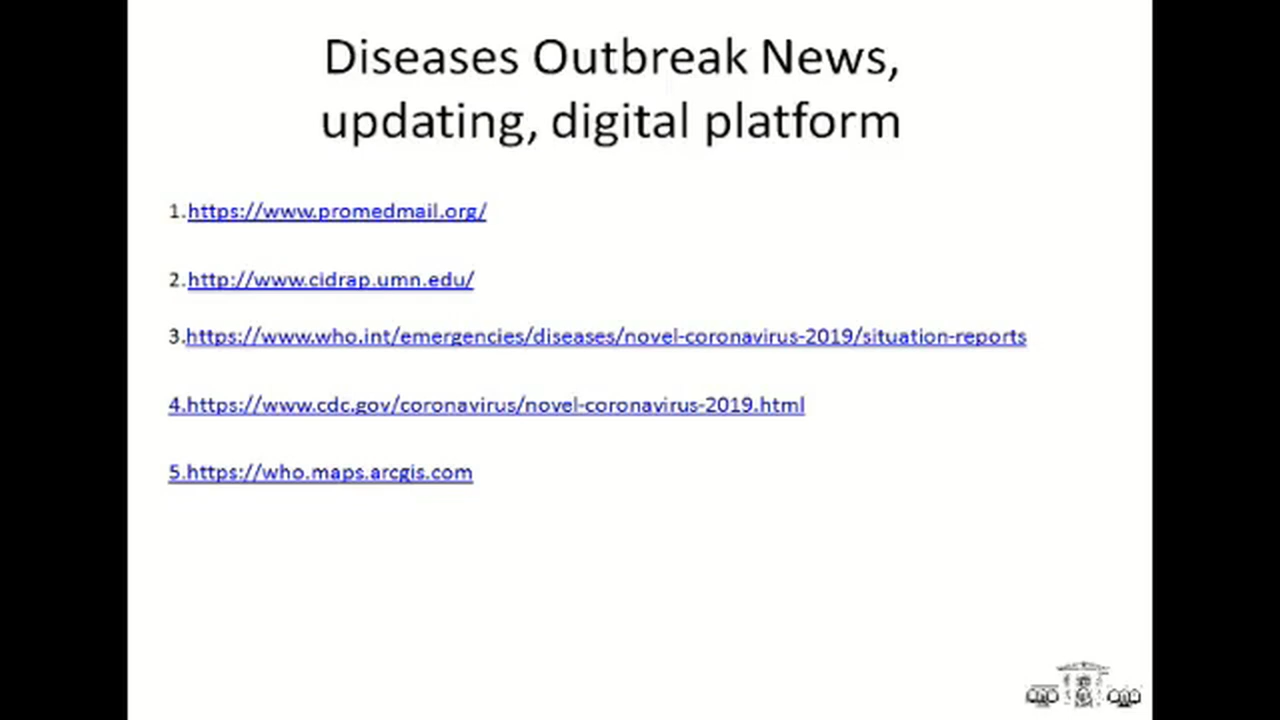 Diseases Outbreak News,
updating, digital platform
1.https://www.promedmail.org/
2.http://www.cidrap.umn.edu/
3.https://www.who.int/emergencies/diseases/novel-coronavirus-2019/situation-reports
4.https://www.cdc.gov/coronavirus/novel-coronavirus-2019.html
5.https://who.maps.arcgis.com